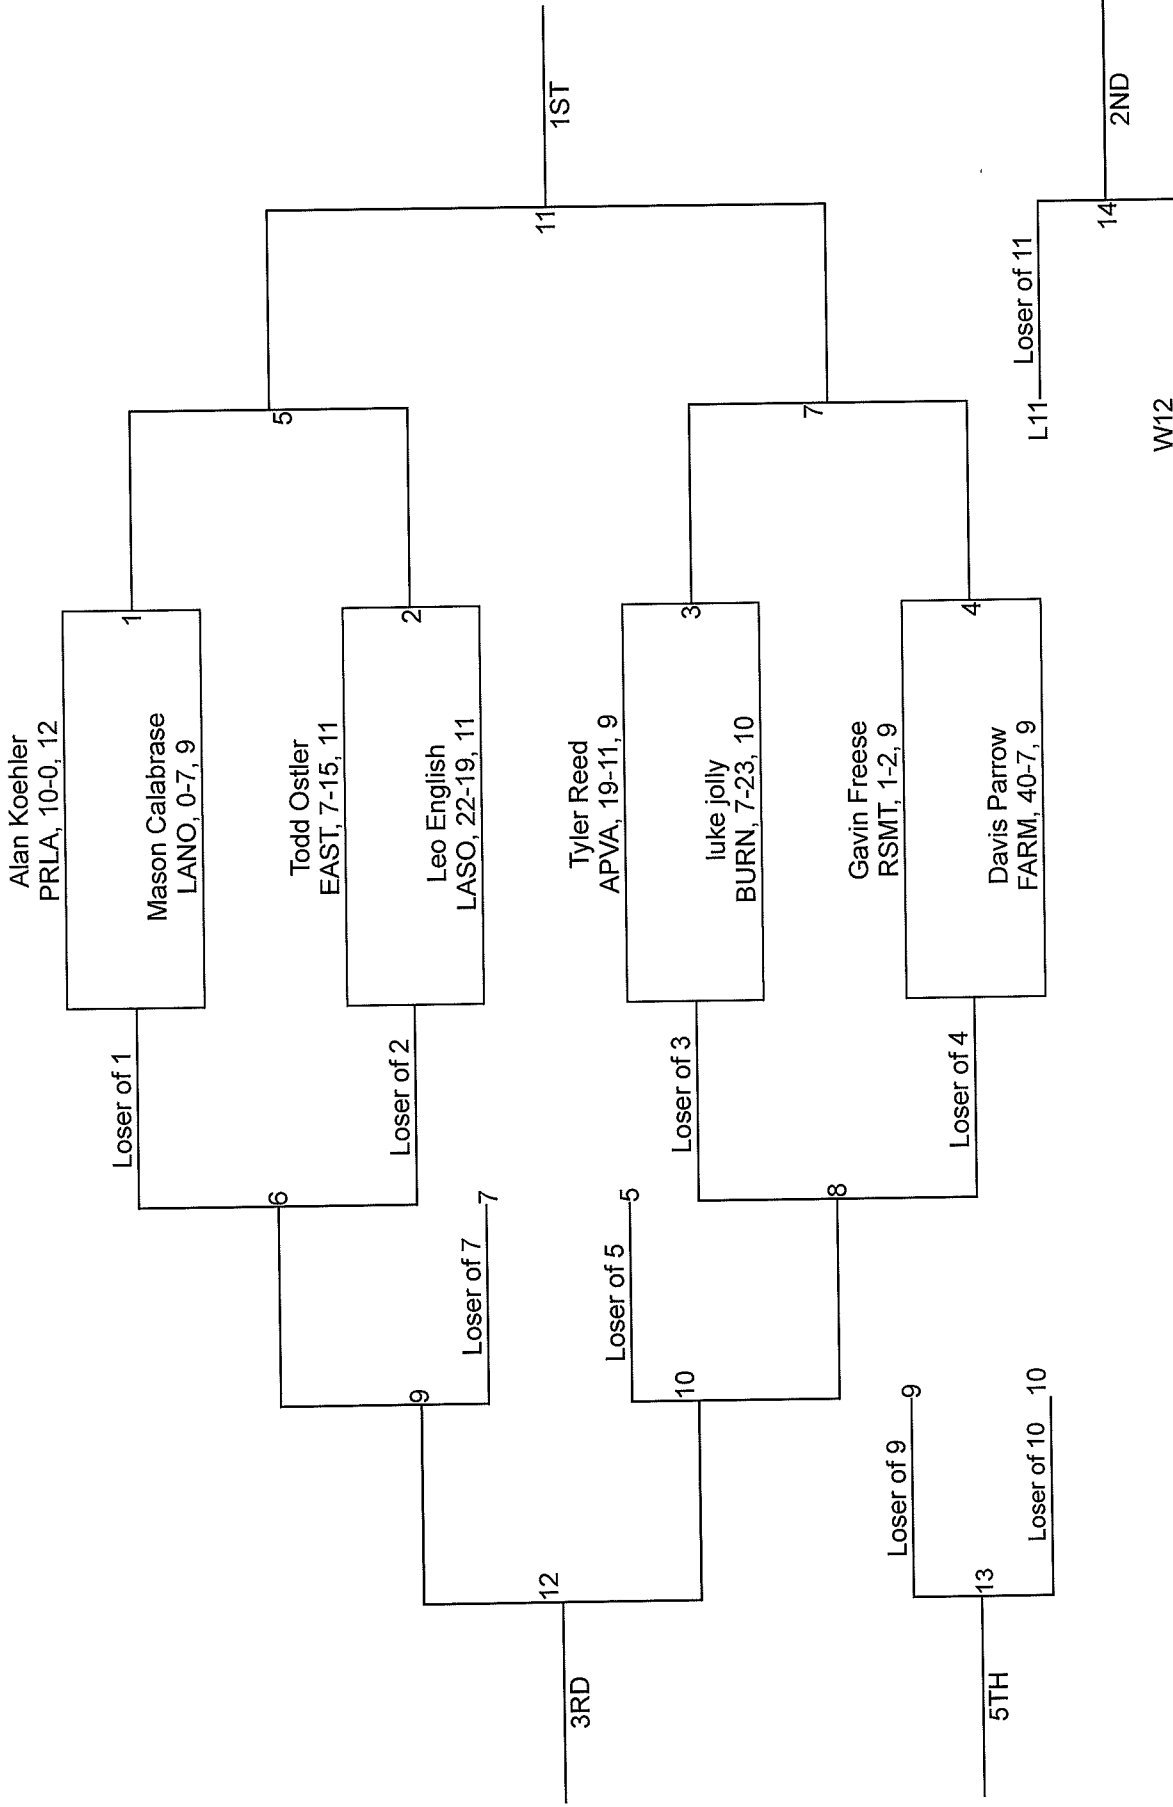 Alan Koehler
PRLA, 10-0, 12
Mason Calabrase
LANO, 0-7, 9
1
Todd Ostler
EAST, 7-15, 11
Leo English
LASO, 22-19, 11
2
Tyler Reed
APVA, 19-11, 9
luke jolly
BURN, 7-23, 10
3
Gavin Freese
RSMT, 1-2, 9
Davis Parrow
FARM, 40-7, 9
4
5
7
11
1ST
Loser of 1
Loser of 2
6
Loser of 7
7
9
Loser of 3
Loser of 4
8
Loser of 5
5
10
12
3RD
Loser of 9
9
Loser of 10
10
13
5TH
L11
Loser of 11
W12
14
2ND